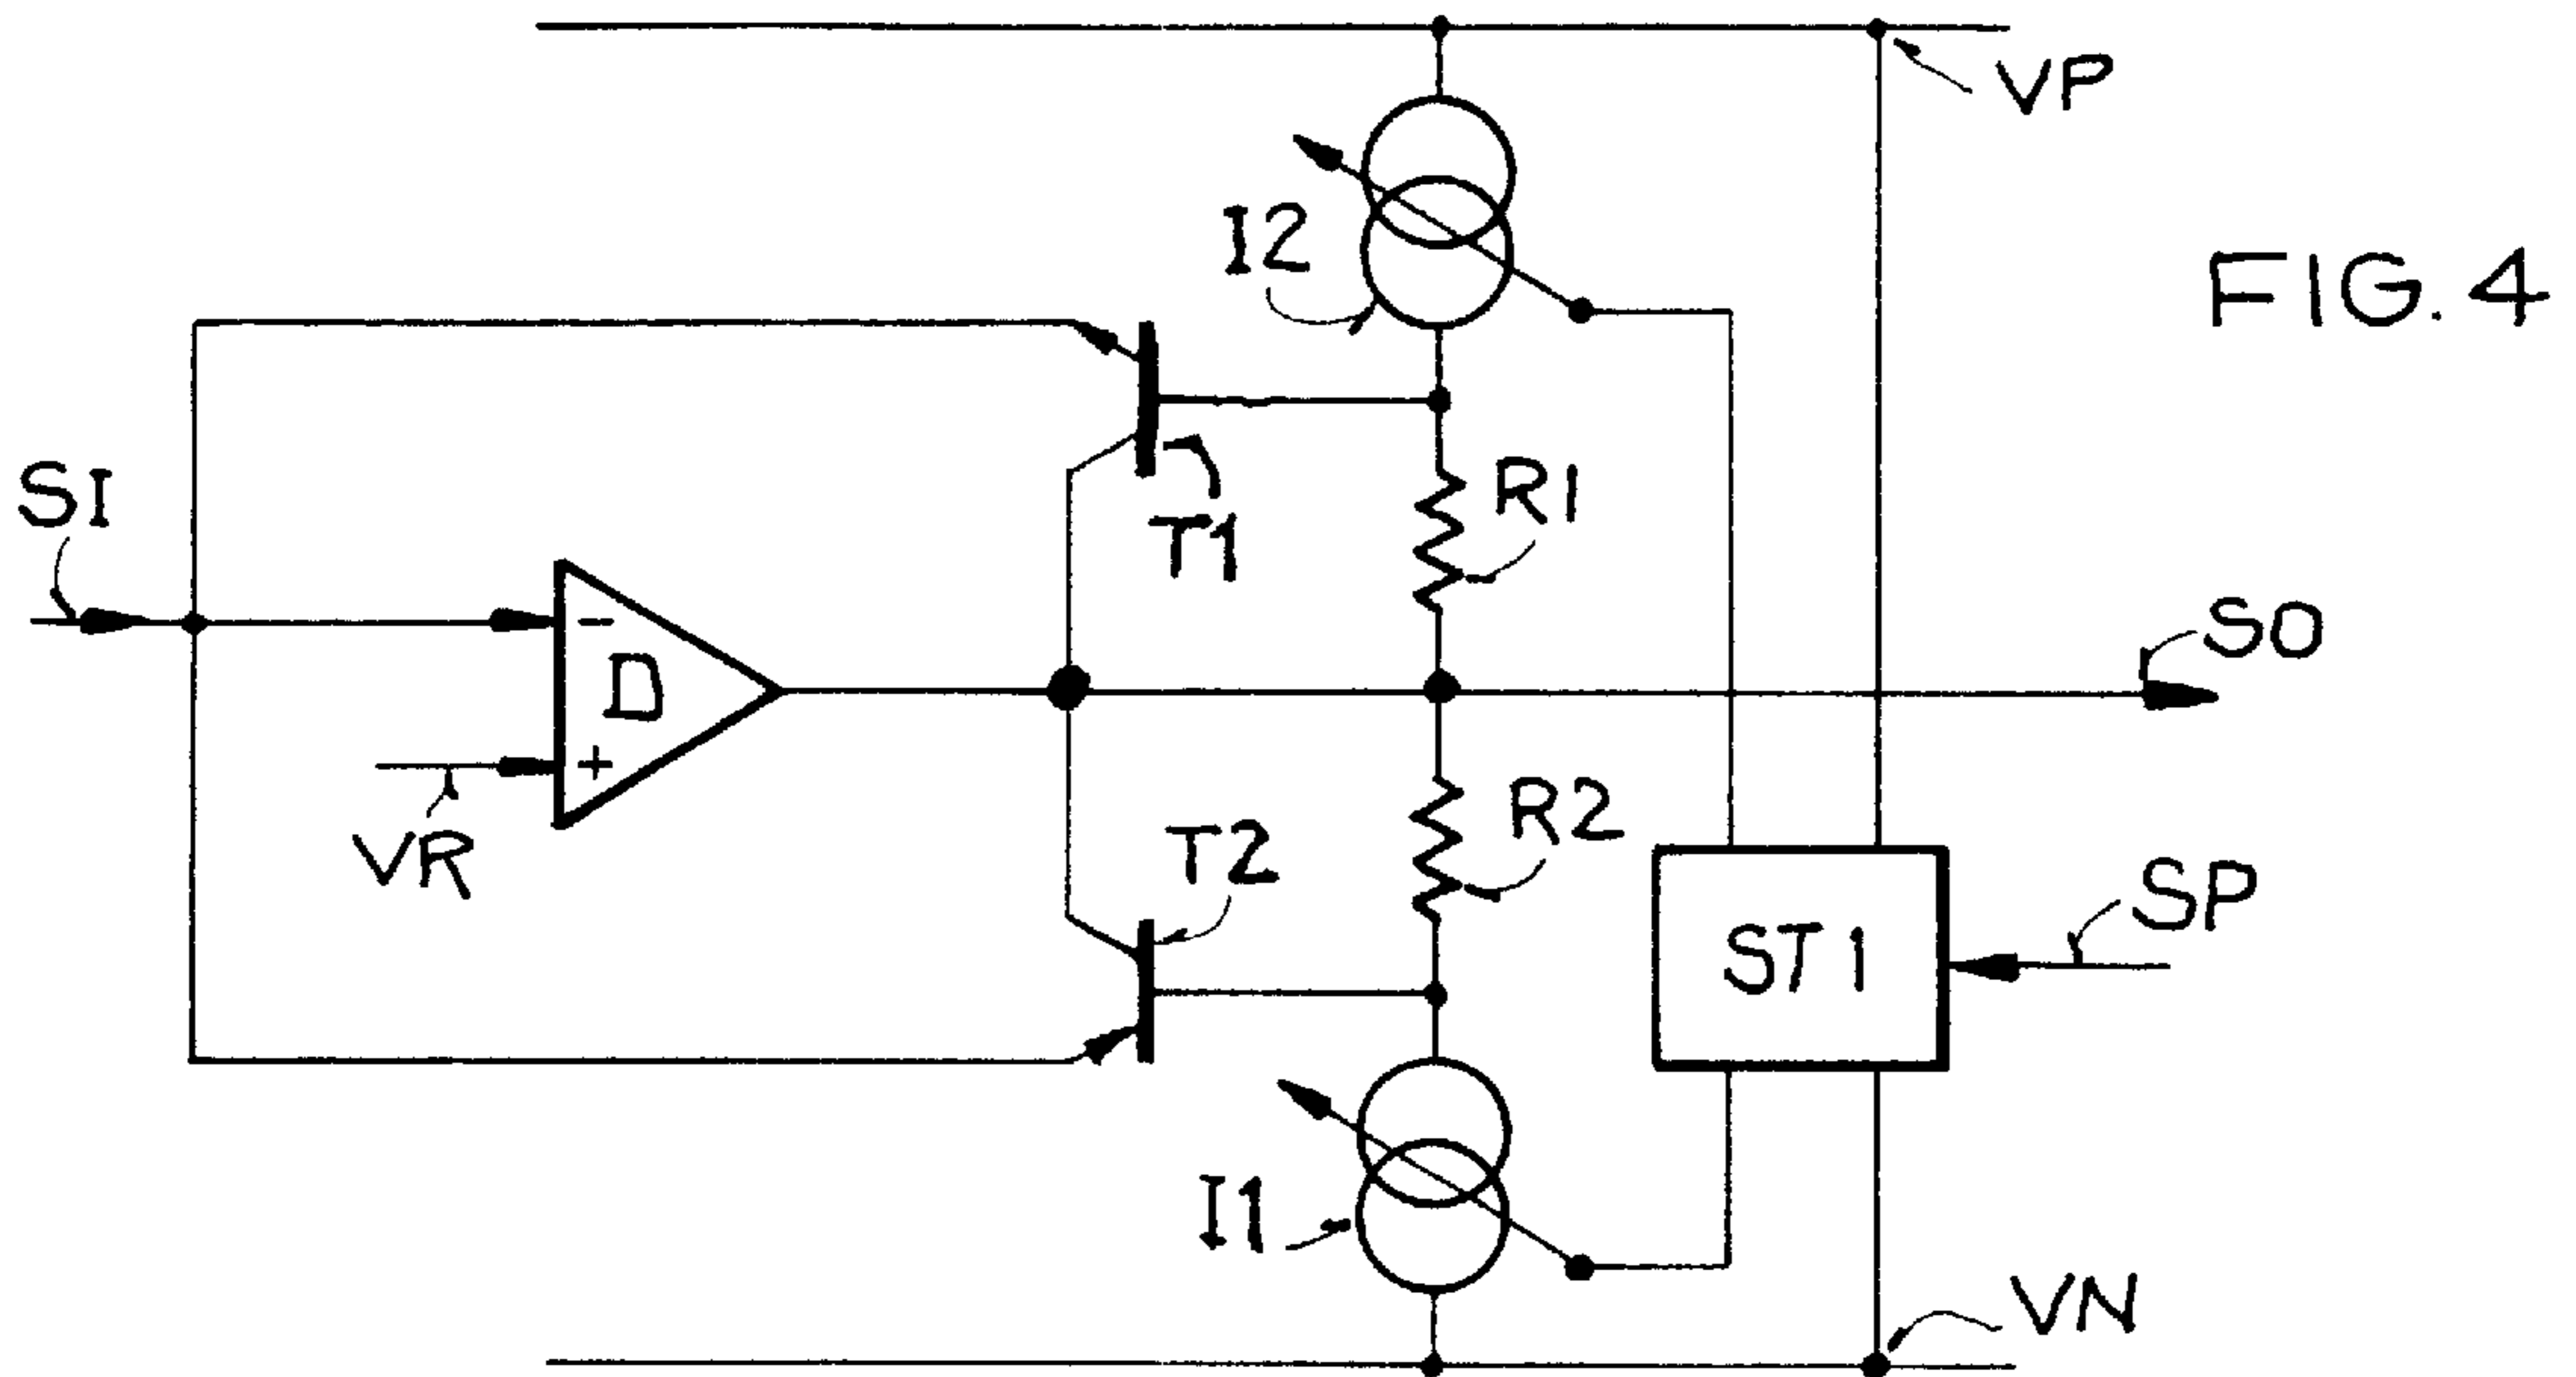 VP
I2
FIG. 4
SI
R1
T1
SO
-
D
+
VR
T2
R2
SP
ST1
I1
VN